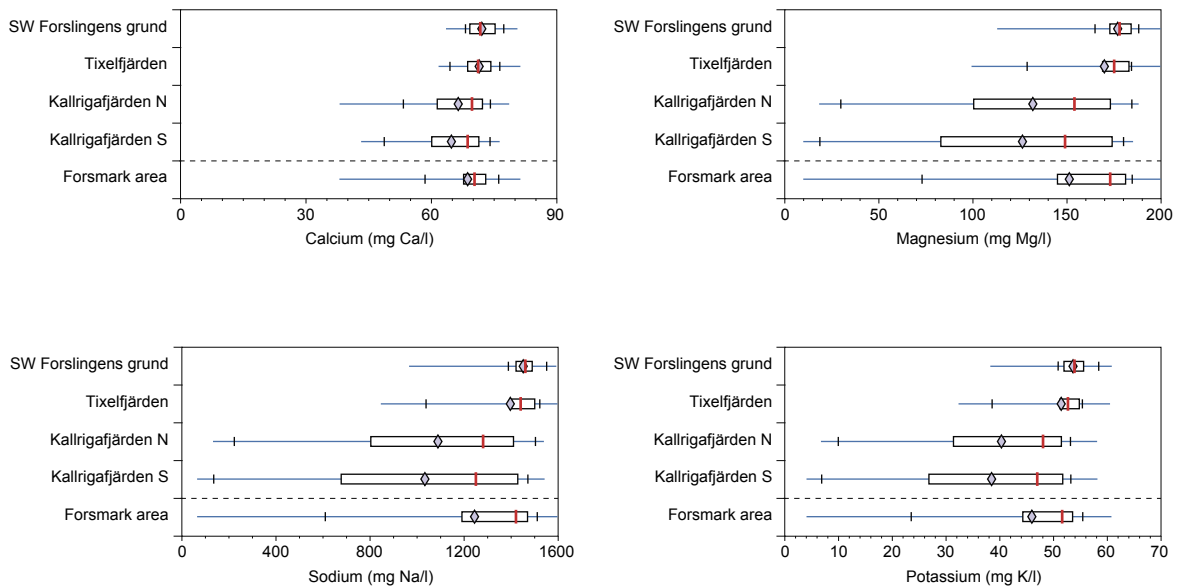 SW Forslingens grund
Tixelfjärden
Kallrigafjärden N
Kallrigafjärden S
Forsmark area
0 30 60 90
Calcium (mg Ca/l)
SW Forslingens grund
Tixelfjärden
Kallrigafjärden N
Kallrigafjärden S
Forsmark area
0 50 100 150 200
Magnesium (mg Mg/l)
SW Forslingens grund
Tixelfjärden
Kallrigafjärden N
Kallrigafjärden S
Forsmark area
0 400 800 1200 1600
Sodium (mg Na/l)
SW Forslingens grund
Tixelfjärden
Kallrigafjärden N
Kallrigafjärden S
Forsmark area
0 10 20 30 40 50 60 70
Potassium (mg K/l)